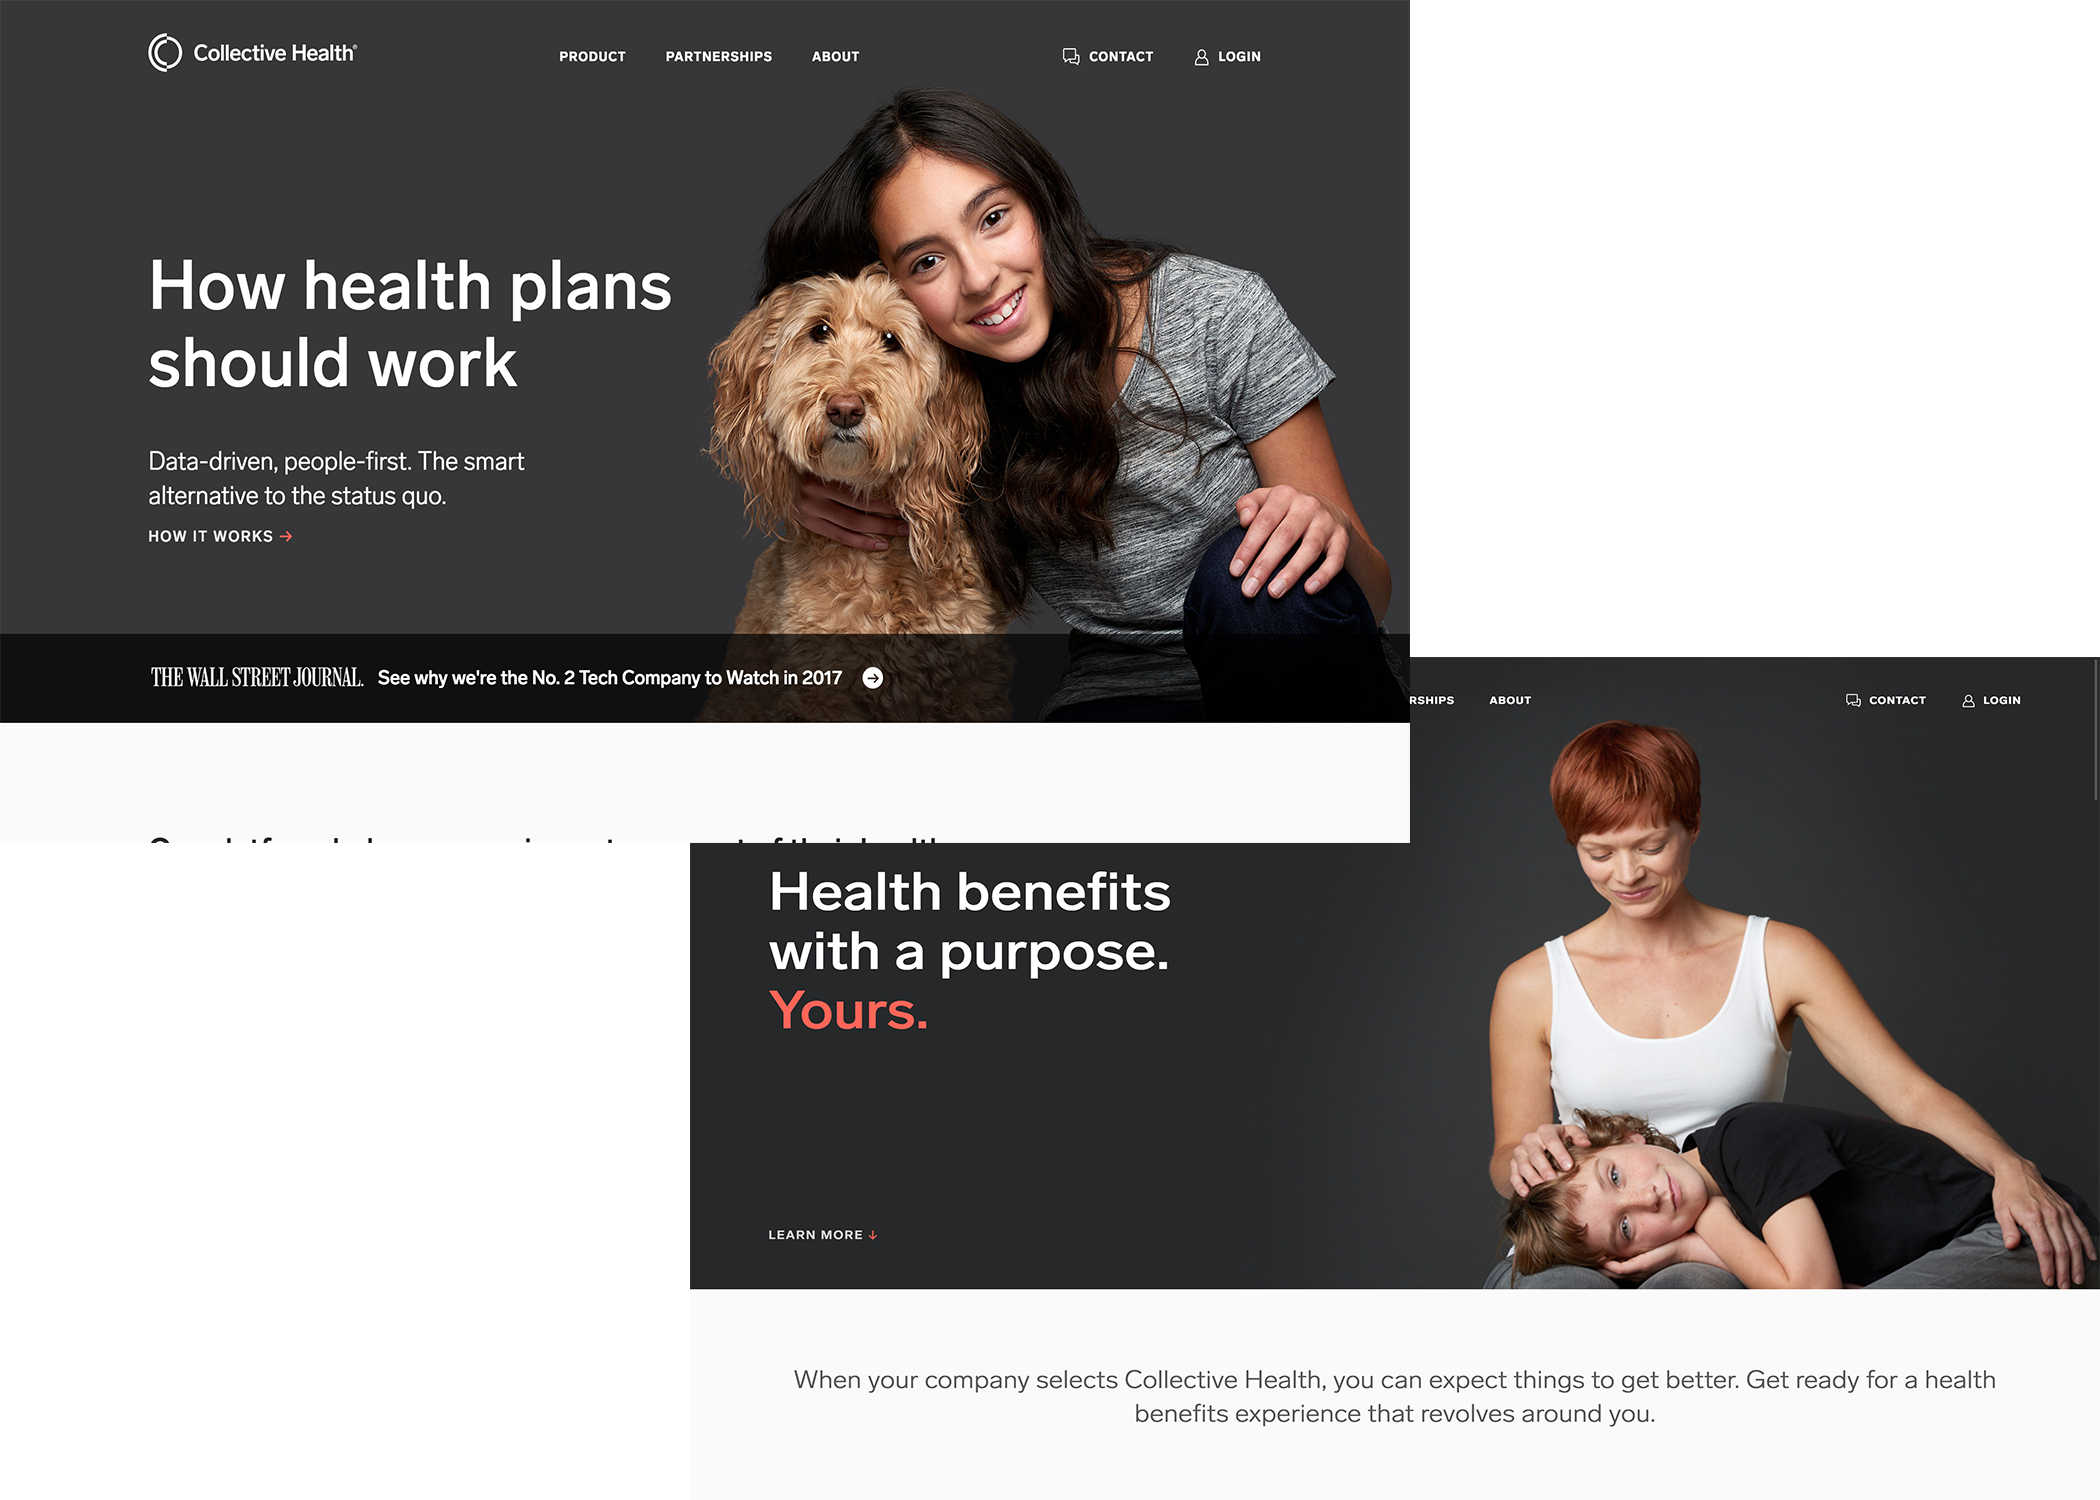 Collective Health®
PRODUCT
PARTNERSHIPS
ABOUT
CONTACT
LOGIN
How health plans
should work
Data-driven, people-first. The smart
alternative to the status quo.
HOW IT WORKS →
THE WALL STREET JOURNAL. See why we're the No. 2 Tech Company to Watch in 2017
RSHIPS
ABOUT
CONTACT
LOGIN
Health benefits
with a purpose.
Yours.
LEARN MORE ↓
When your company selects Collective Health, you can expect things to get better. Get ready for a health
benefits experience that revolves around you.